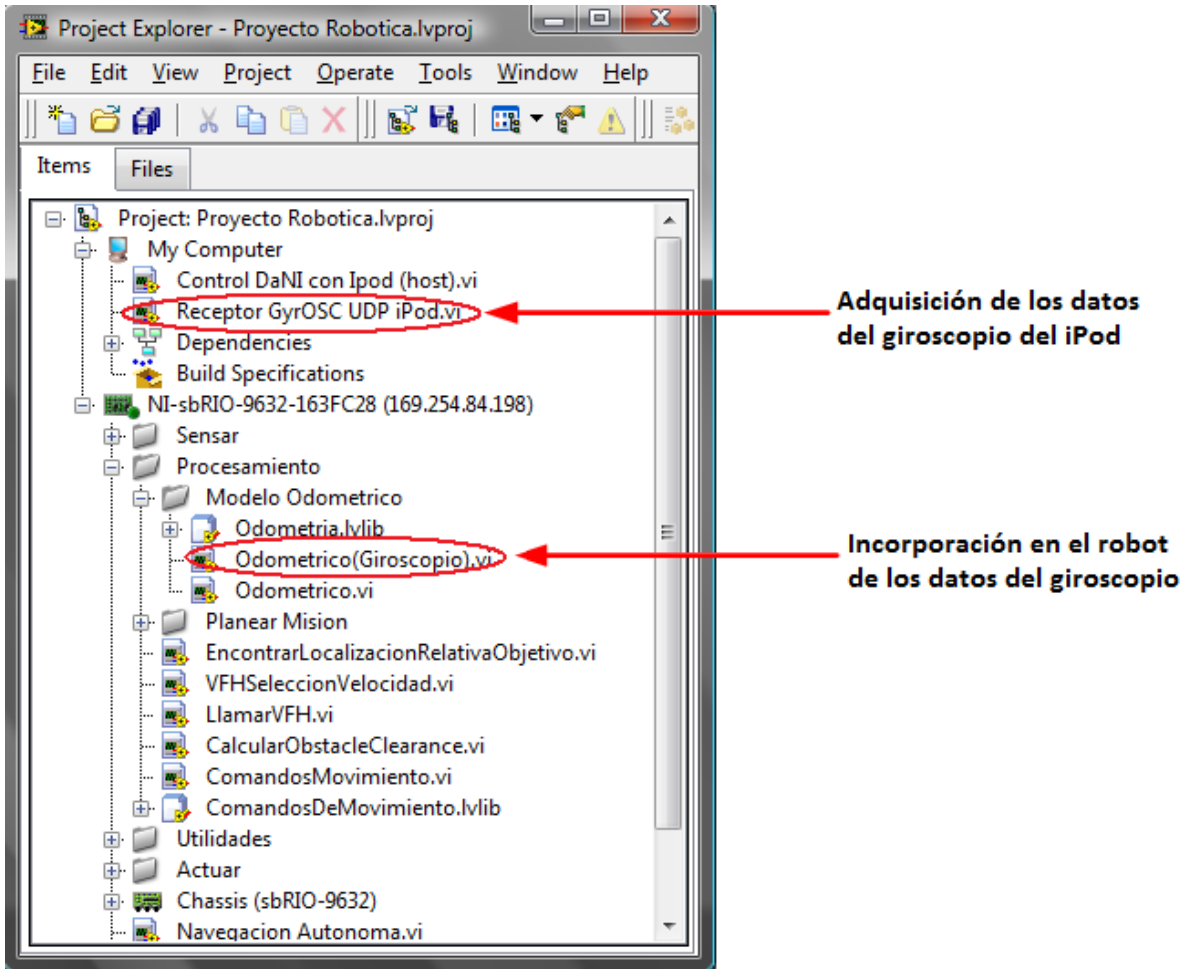 Project Explorer - Proyecto Robotica.lvproj
File Edit View Project Operate Tools Window Help
Items Files
Project: Proyecto Robotica.lvproj
My Computer
Control DaNI con Ipod (host).vi
Receptor GyrOSC UDP iPod.vi
Dependencies
Build Specifications
NI-sbRIO-9632-163FC28 (169.254.84.198)
Sensar
Procesamiento
Modelo Odometrico
Odometria.lvlib
Odometrico(Giroscopio).vi
Odometrico.vi
Planear Mision
EncontrarLocalizacionRelativaObjetivo.vi
VFHSeleccionVelocidad.vi
LlamarVFH.vi
CalcularObstacleClearance.vi
ComandosMovimiento.vi
ComandosDeMovimiento.lvlib
Utilidades
Actuar
Chassis (sbRIO-9632)
Navegacion Autonoma.vi
Adquisición de los datos
del giroscopio del iPod
Incorporación en el robot
de los datos del giroscopio